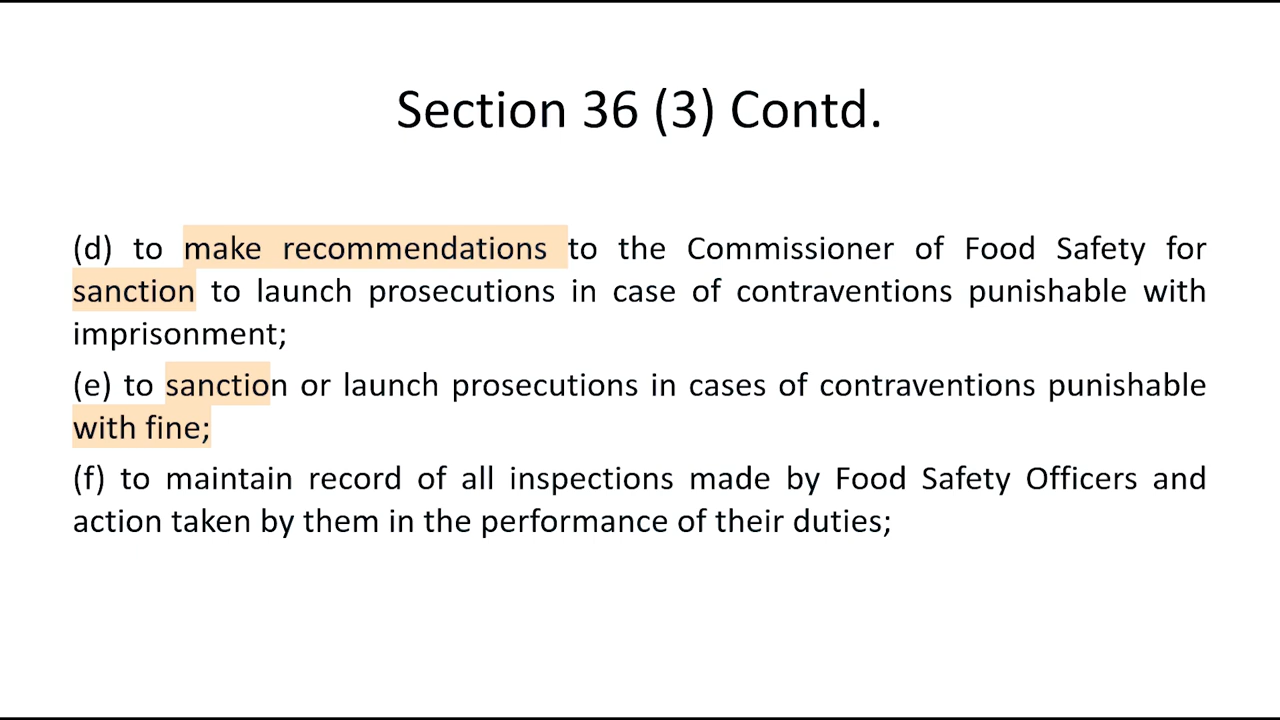 Section 36 (3) Contd.
(d) to make recommendations to the Commissioner of Food Safety for
sanction to launch prosecutions in case of contraventions punishable with
imprisonment;
(e) to sanction or launch prosecutions in cases of contraventions punishable
with fine;
(f) to maintain record of all inspections made by Food Safety Officers and
action taken by them in the performance of their duties;